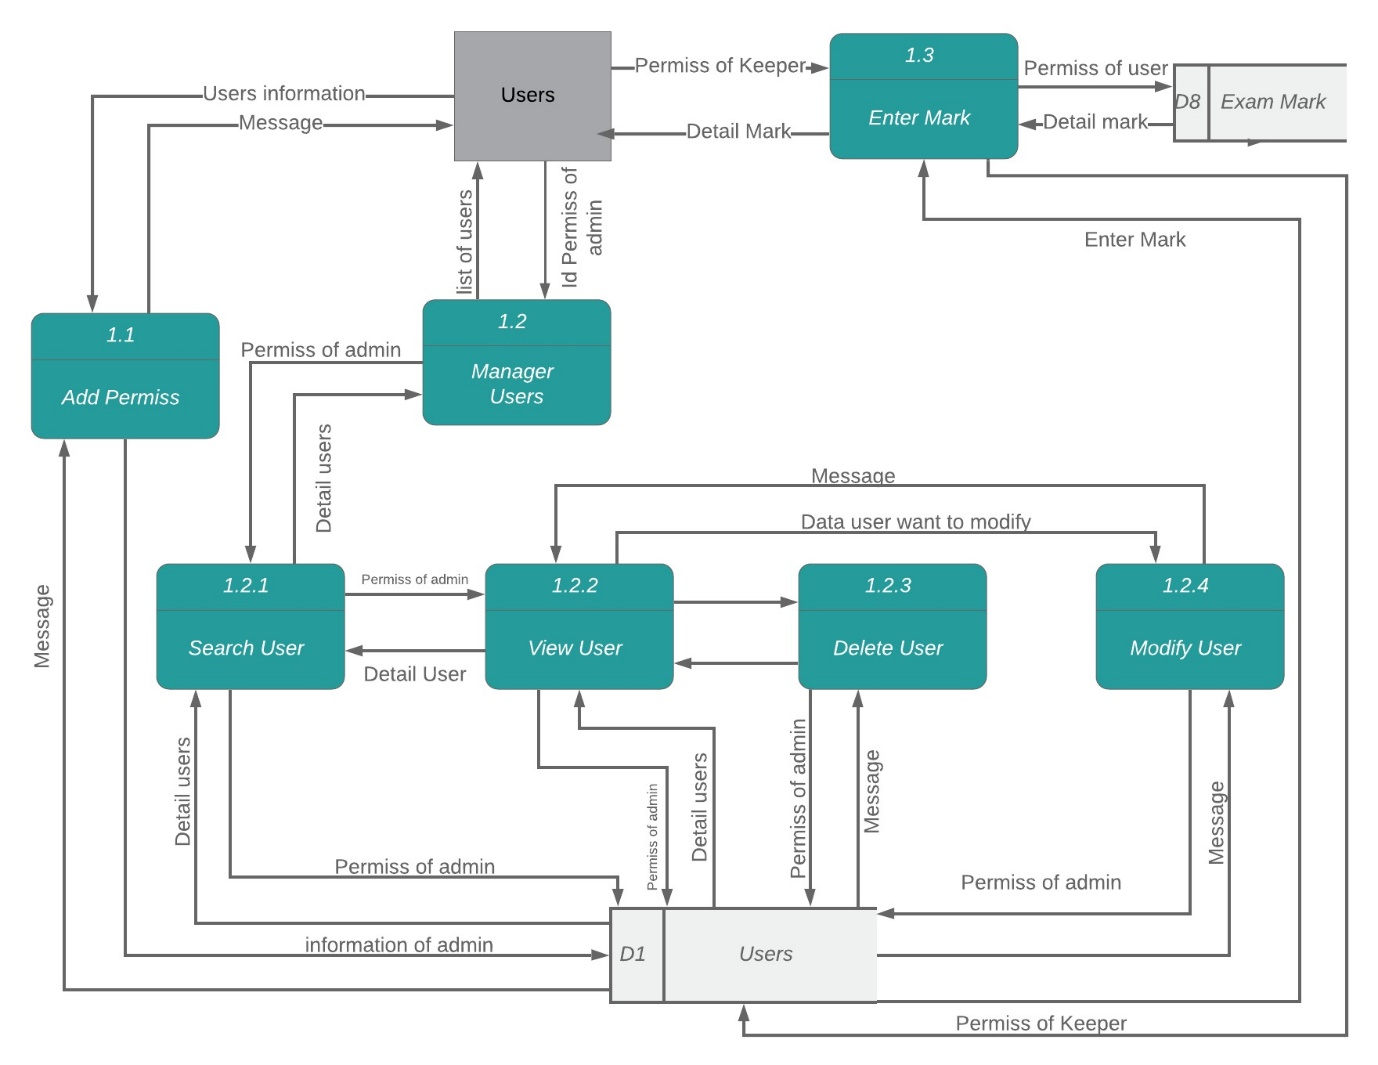 Users
Permiss of Keeper
1.3
Enter Mark
Permiss of user
D8
Exam Mark
Users information
Message
Detail Mark
Detail mark
list of users
Id Permiss of
admin
Enter Mark
1.1
Add Permiss
1.2
Manager
Users
Permiss of admin
Detail users
Message
Data user want to modify
1.2.1
Search User
Permiss of admin
1.2.2
View User
1.2.3
Delete User
1.2.4
Modify User
Detail User
Message
Detail users
Permiss of admin
Permiss of admin
Detail users
Permiss of admin
Message
Message
Permiss of admin
information of admin
D1
Users
Permiss of Keeper